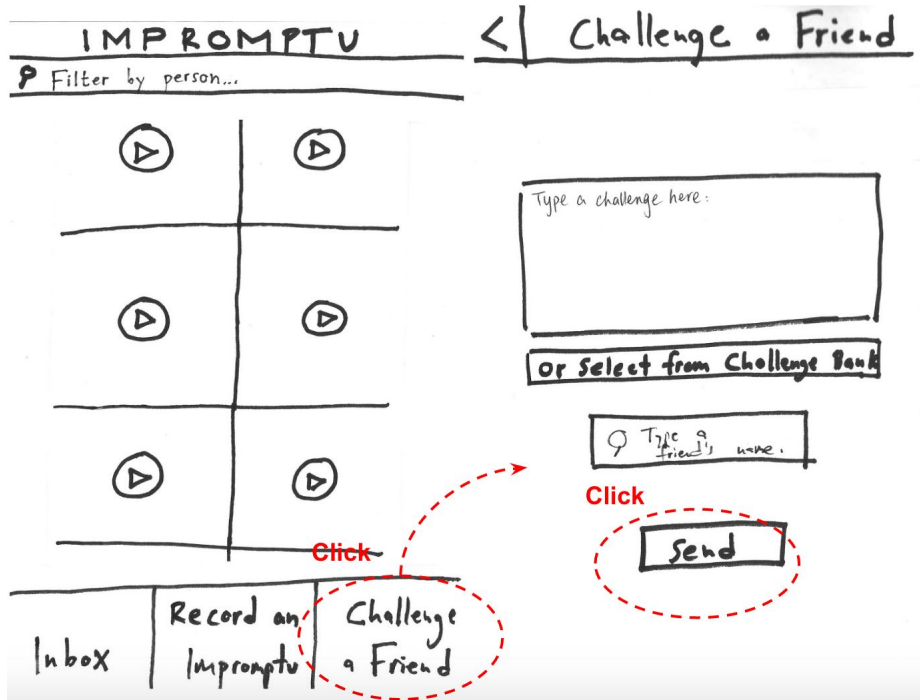 IMPROMPTU
Filter by person...
Click
Inbox
Record an
Impromptu
Challenge
a Friend
< Challenge a Friend
Type a challenge here:
or Select from Challenge Bank
Type a
friend's name.
Click
Send